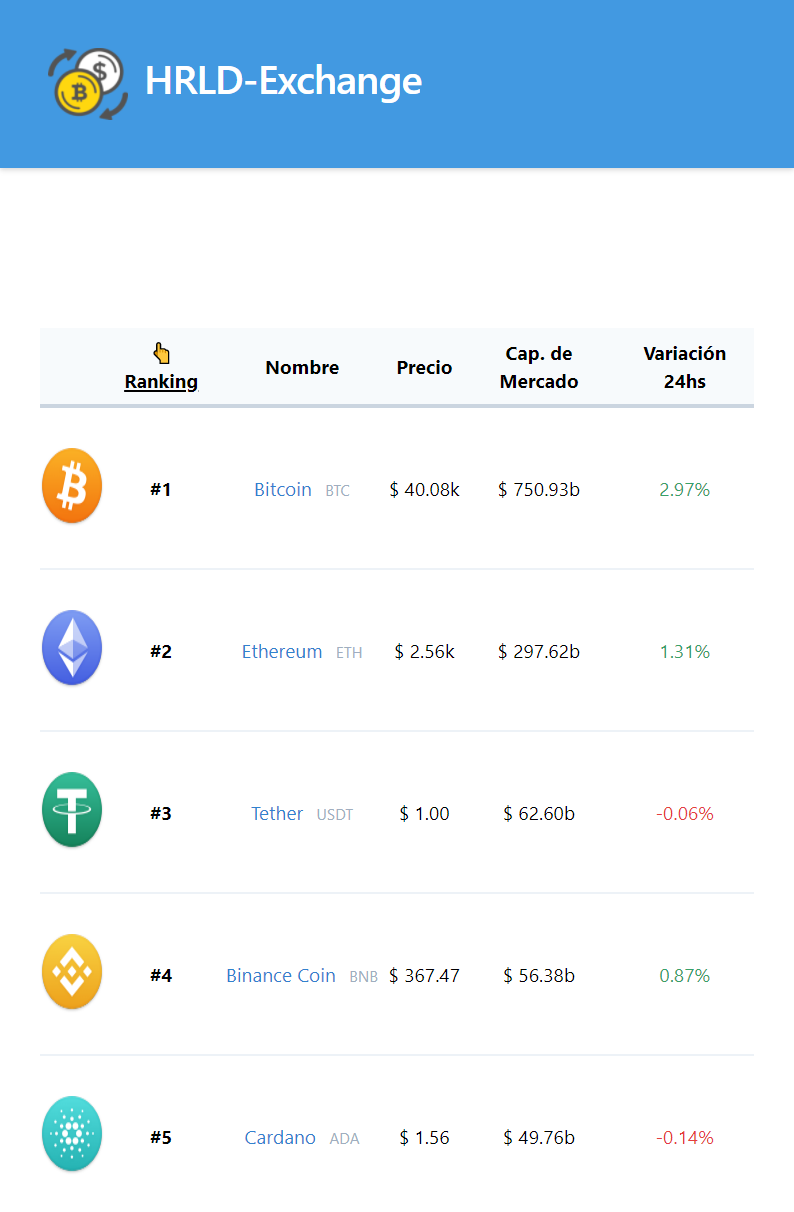 HRLD-Exchange
Ranking Nombre Precio Cap. de Mercado Variación 24hs
#1 Bitcoin BTC $ 40.08k $ 750.93b 2.97%
#2 Ethereum ETH $ 2.56k $ 297.62b 1.31%
#3 Tether USDT $ 1.00 $ 62.60b -0.06%
#4 Binance Coin BNB $ 367.47 $ 56.38b 0.87%
#5 Cardano ADA $ 1.56 $ 49.76b -0.14%